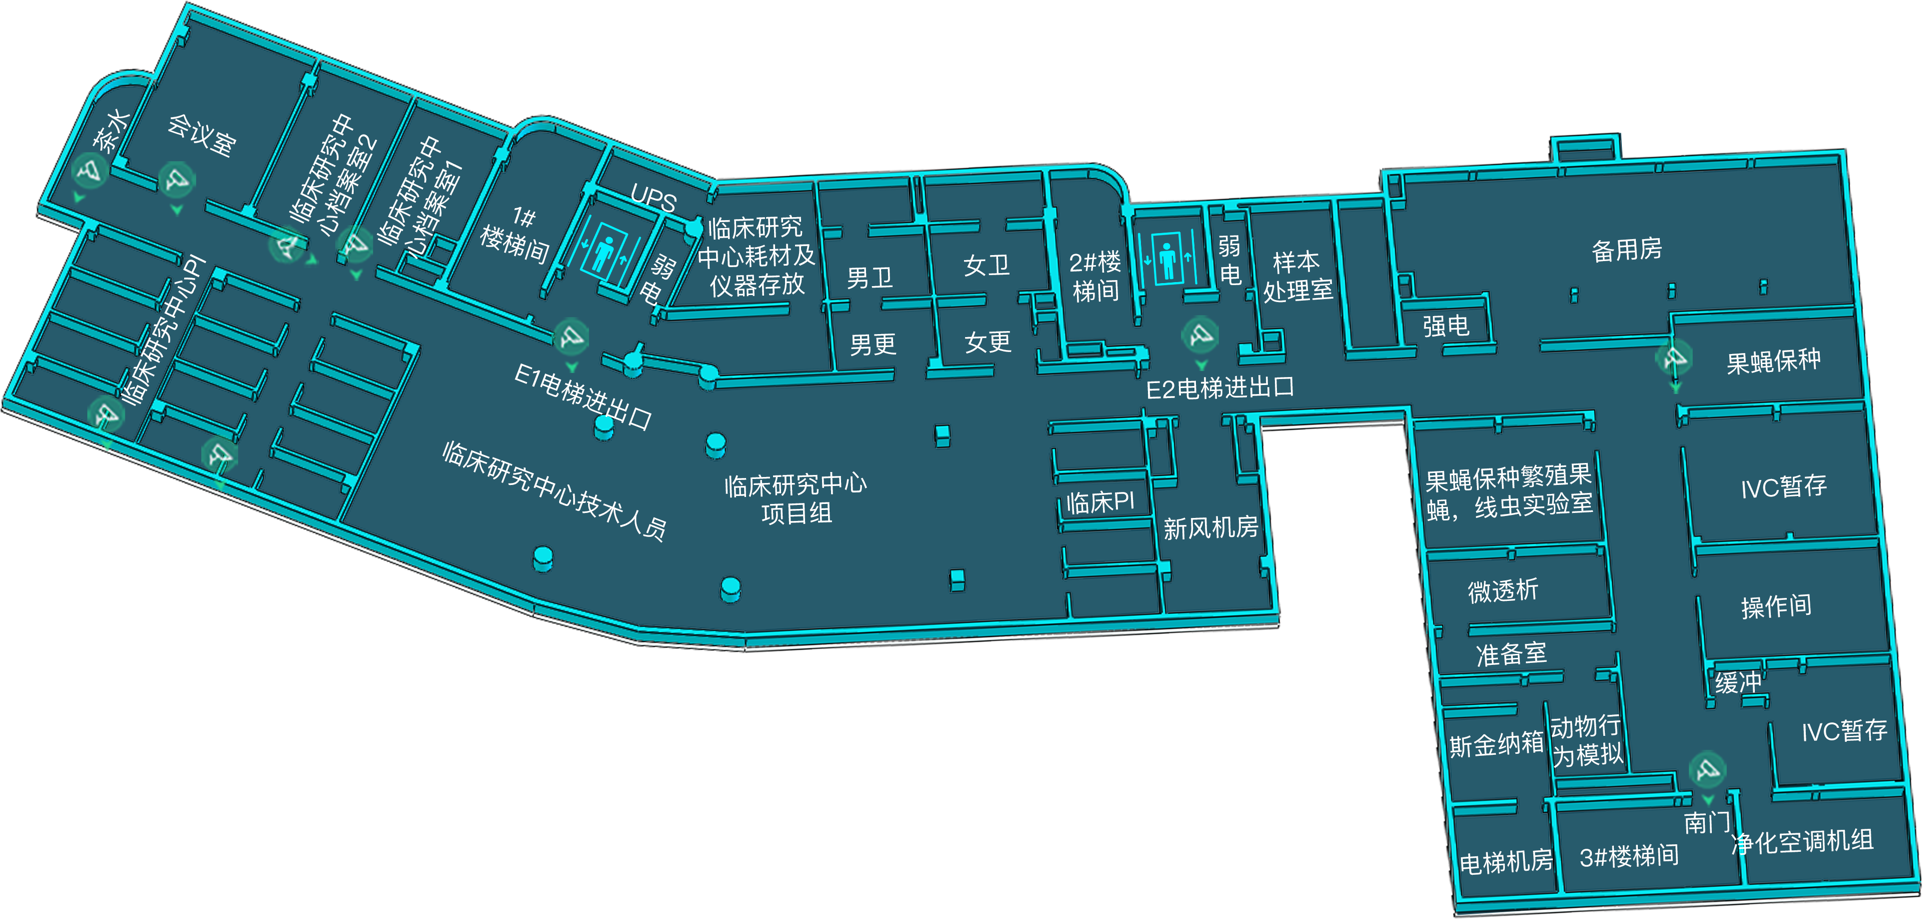 茶水
会议室
临床研究中
心档案室2
临床研究中
心档案室1
1#
楼梯间
UPS
弱
电
临床研究
中心耗材及
仪器存放
男卫
女卫
男更
女更
2#楼
梯间
弱
电
样本
处理室
备用房
强电
果蝇保种
临床研究中心PI
E1电梯进出口
E2电梯进出口
临床研究中心技术人员
临床研究中心
项目组
临床PI
新风机房
果蝇保种繁殖果
蝇，线虫实验室
IVC暂存
微透析
操作间
准备室
缓冲
斯金纳箱
动物行
为模拟
IVC暂存
南门
电梯机房
3#楼梯间
净化空调机组